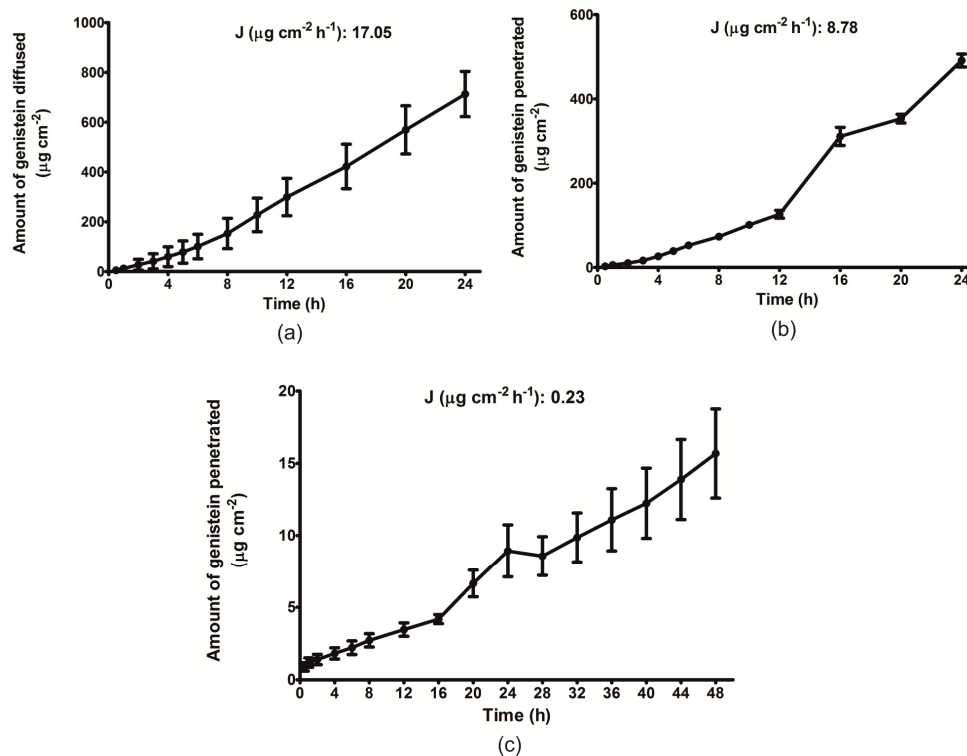 J (μg cm⁻² h⁻¹): 17.05
Amount of genistein diffused
(μg cm⁻²)
1000
800
600
400
200
0
0 4 8 12 16 20 24
Time (h)
(a)
J (μg cm⁻² h⁻¹): 8.78
Amount of genistein penetrated
(μg cm⁻²)
600
400
200
0
0 4 8 12 16 20 24
Time (h)
(b)
J (μg cm⁻² h⁻¹): 0.23
Amount of genistein penetrated
(μg cm⁻²)
20
15
10
5
0
0 4 8 12 16 20 24 28 32 36 40 44 48
Time (h)
(c)